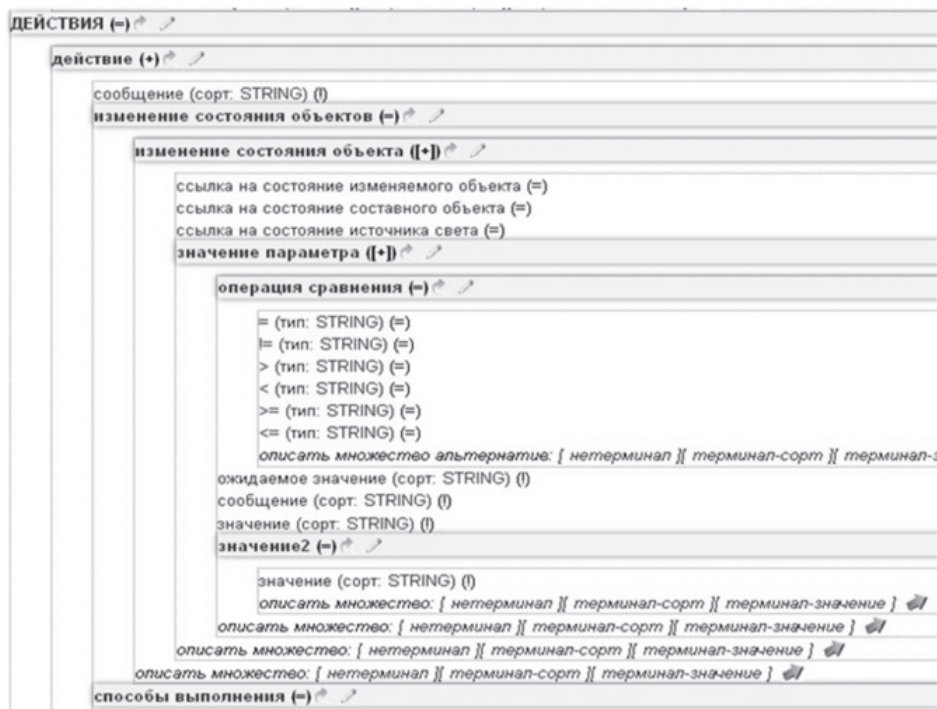 ДЕЙСТВИЯ (=)
действие (+)
сообщение (сорт: STRING) (!)
изменение состояния объектов (=)
изменение состояния объекта ([+])
ссылка на состояние изменяемого объекта (=)
ссылка на состояние составного объекта (=)
ссылка на состояние источника света (=)
значение параметра ([+])
операция сравнения (=)
= (тип: STRING) (=)
!= (тип: STRING) (=)
> (тип: STRING) (=)
< (тип: STRING) (=)
>= (тип: STRING) (=)
<= (тип: STRING) (=)
описать множество альтернатив: [ нетерминал ][ терминал-сорт ][ терминал-з
ожидаемое значение (сорт: STRING) (!)
сообщение (сорт: STRING) (!)
значение (сорт: STRING) (!)
значение2 (=)
значение (сорт: STRING) (!)
описать множество: [ нетерминал ][ терминал-сорт ][ терминал-значение ]
описать множество: [ нетерминал ][ терминал-сорт ][ терминал-значение ]
описать множество: [ нетерминал ][ терминал-сорт ][ терминал-значение ]
описать множество: [ нетерминал ][ терминал-сорт ][ терминал-значение ]
способы выполнения (=)